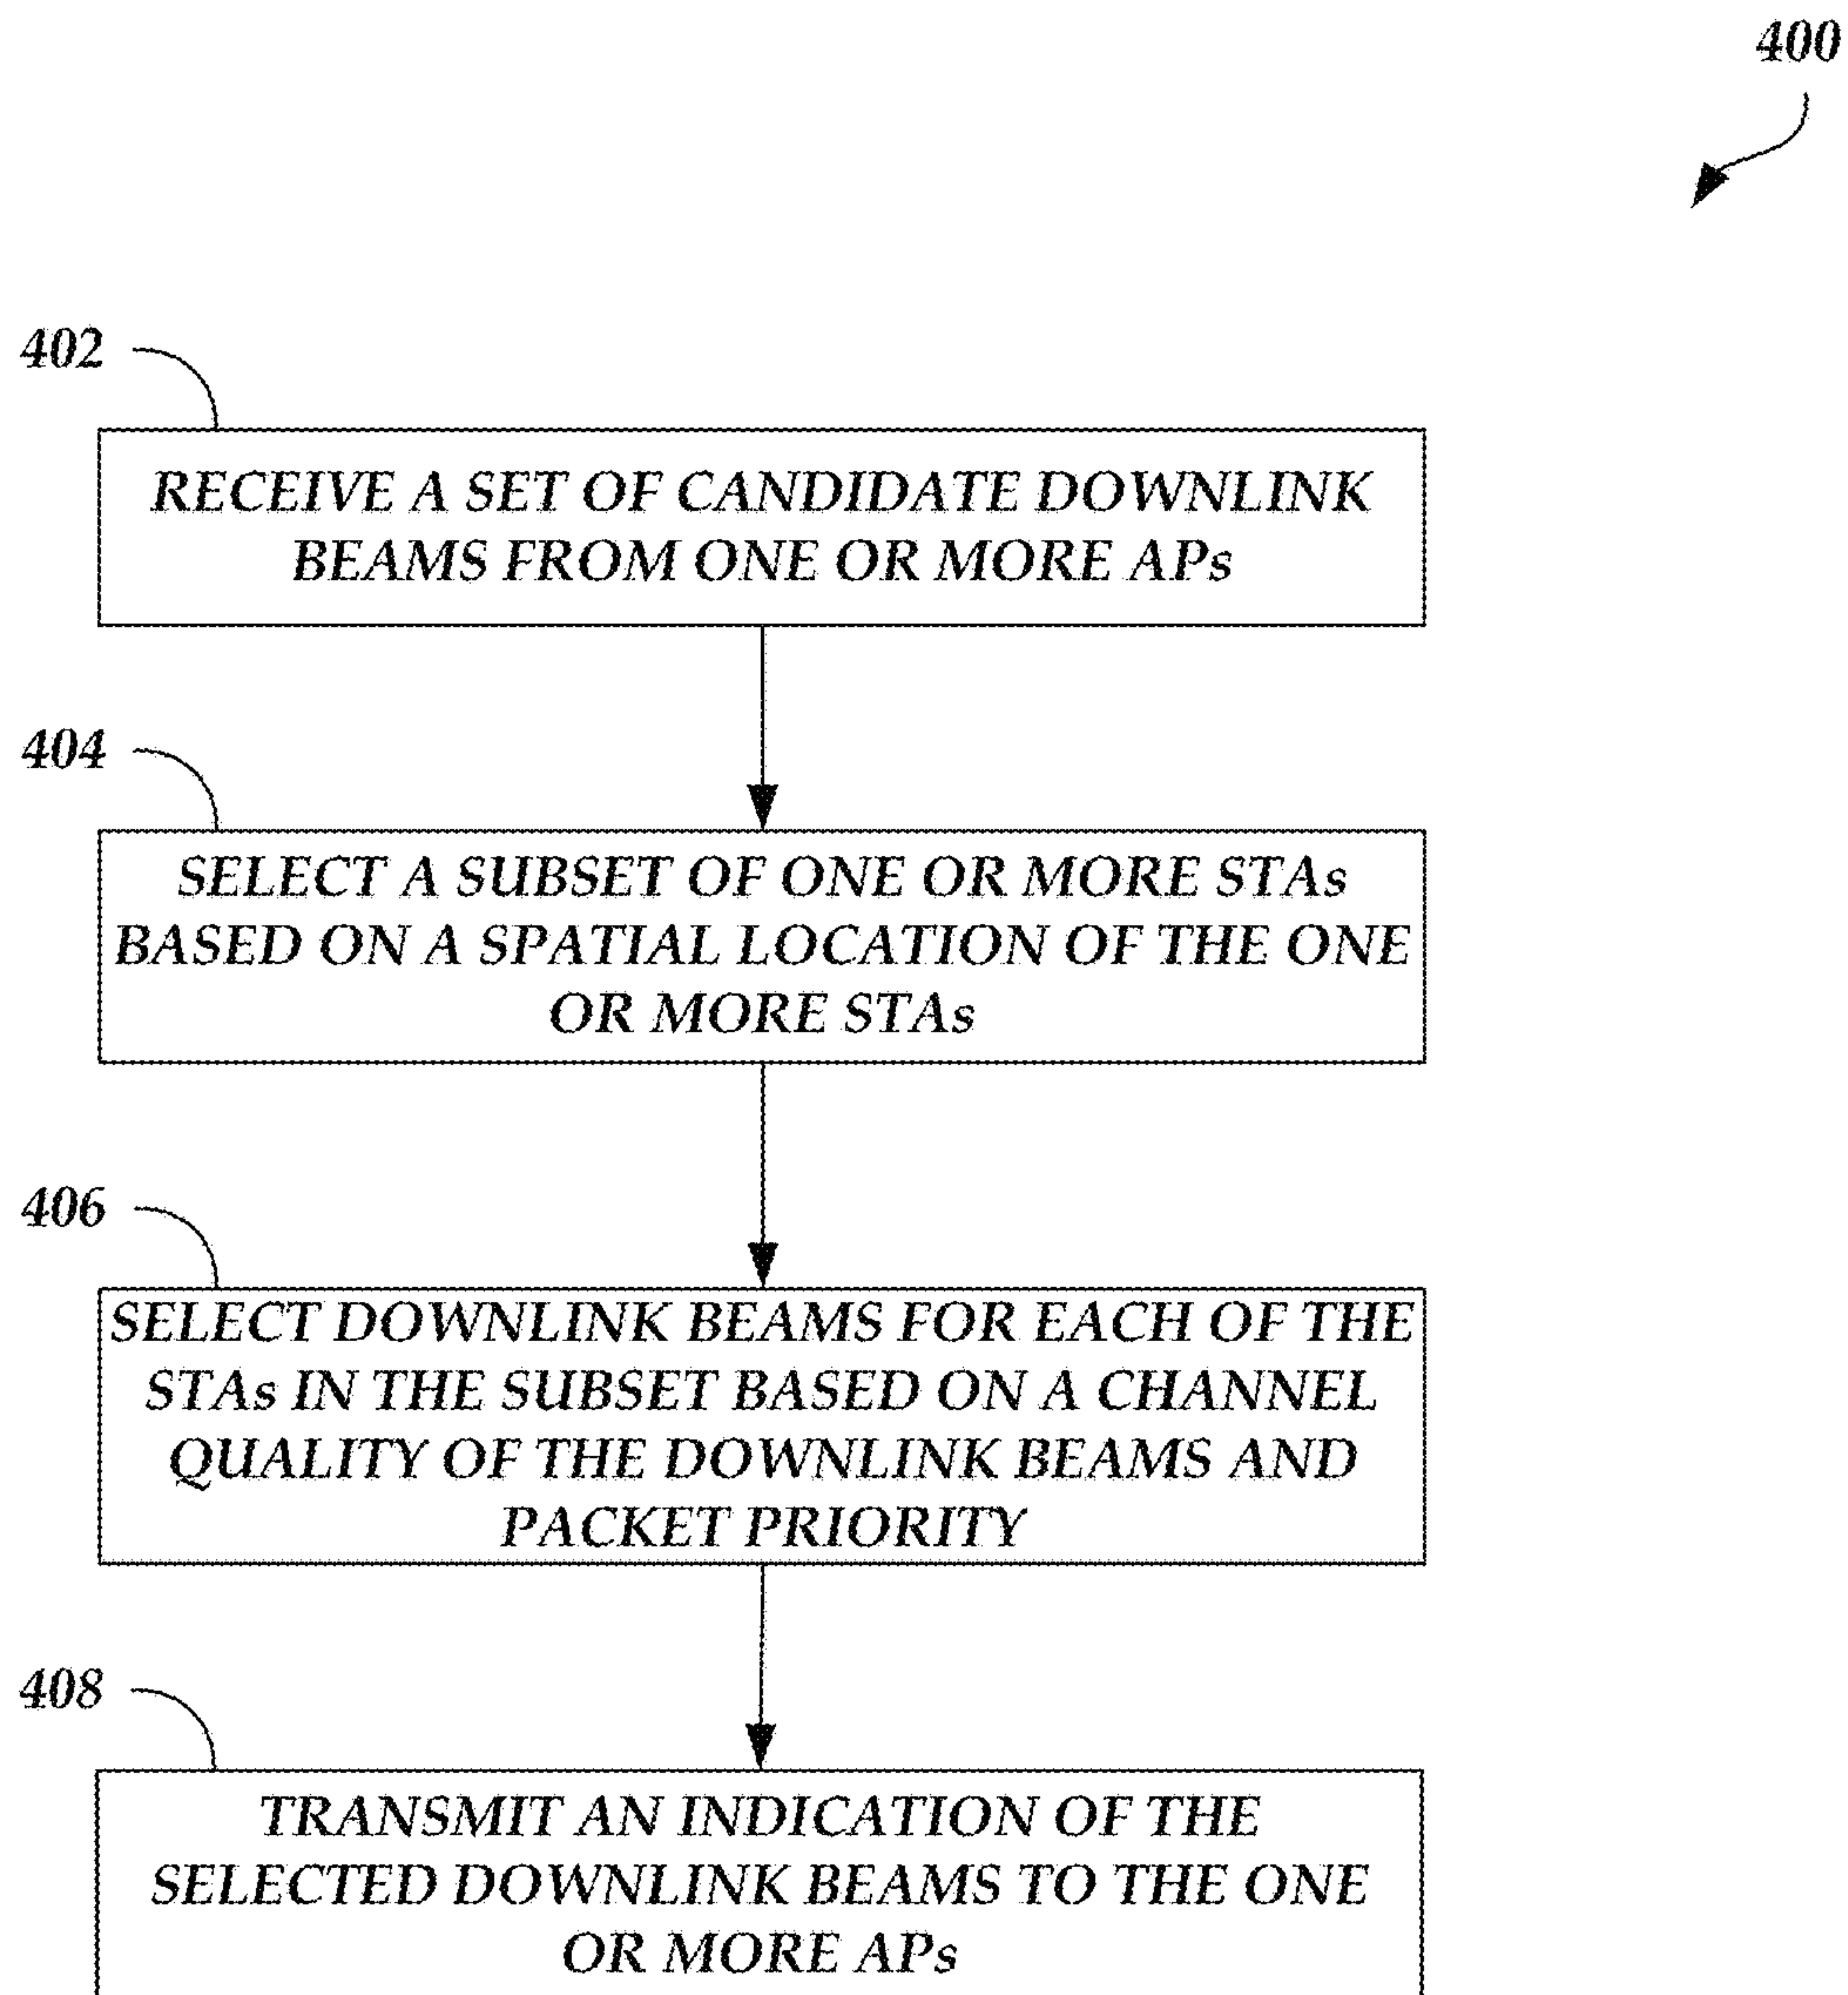 400
402
RECEIVE A SET OF CANDIDATE DOWNLINK
BEAMS FROM ONE OR MORE APs
404
SELECT A SUBSET OF ONE OR MORE STAs
BASED ON A SPATIAL LOCATION OF THE ONE
OR MORE STAs
406
SELECT DOWNLINK BEAMS FOR EACH OF THE
STAs IN THE SUBSET BASED ON A CHANNEL
QUALITY OF THE DOWNLINK BEAMS AND
PACKET PRIORITY
408
TRANSMIT AN INDICATION OF THE
SELECTED DOWNLINK BEAMS TO THE ONE
OR MORE APs